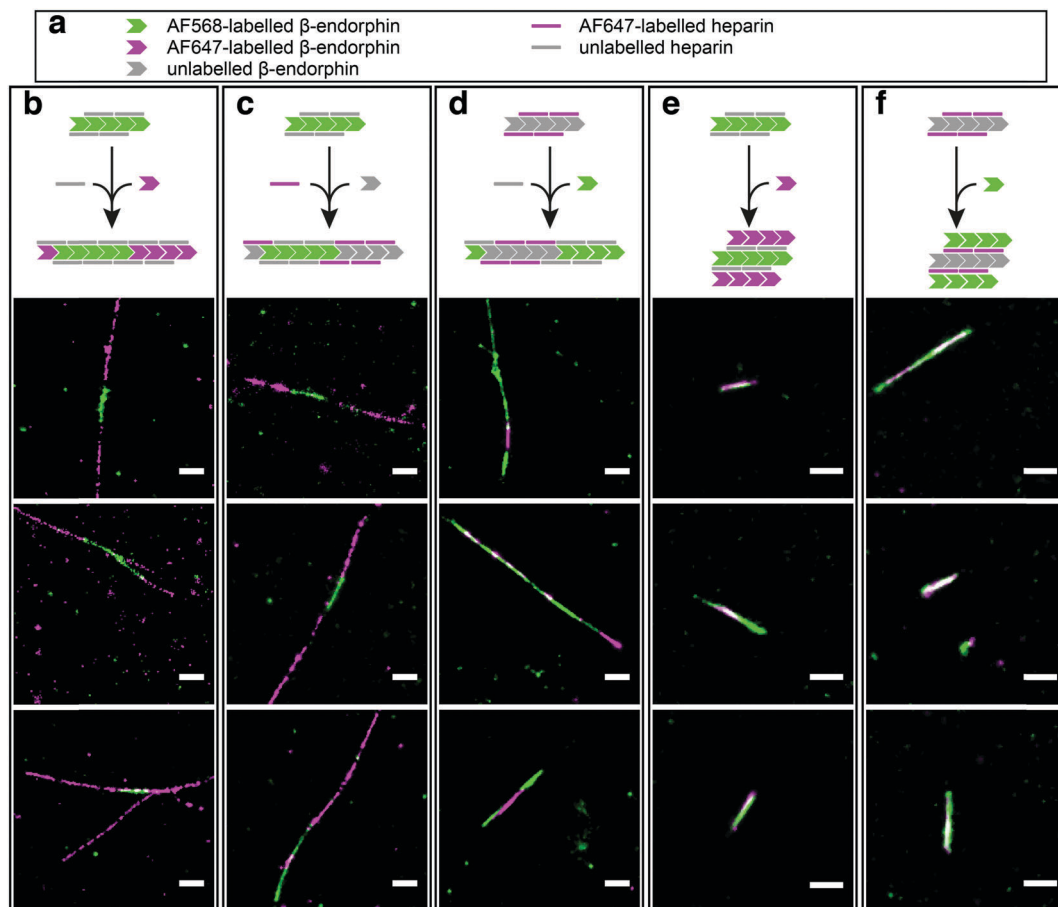 a
AF568-labelled β-endorphin
AF647-labelled β-endorphin
unlabelled β-endorphin
AF647-labelled heparin
unlabelled heparin
b
c
d
e
f